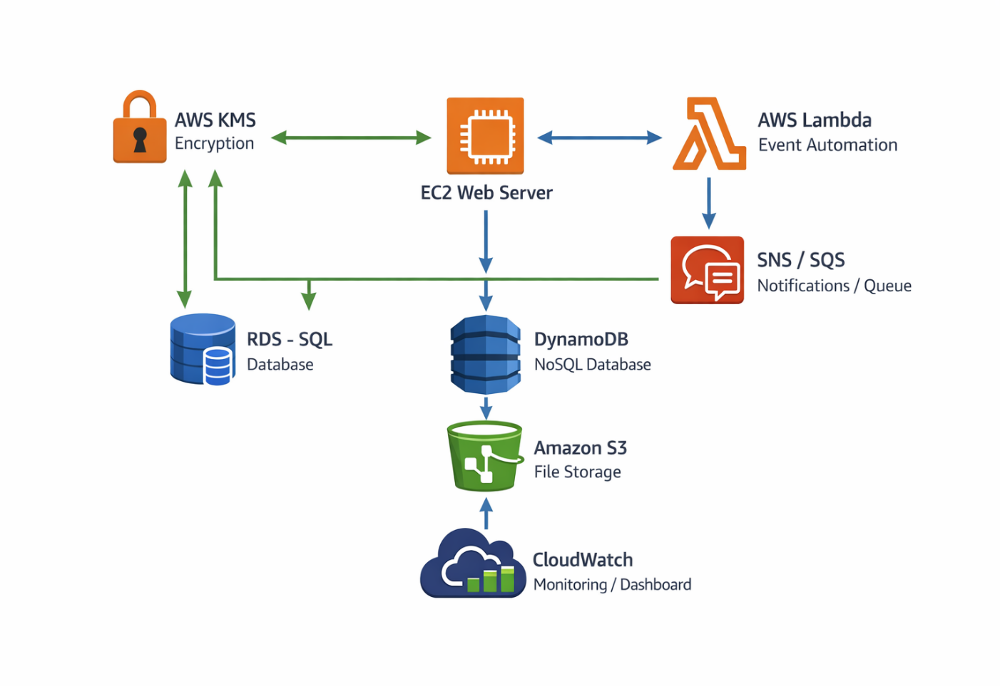 AWS KMS
Encryption
EC2 Web Server
AWS Lambda
Event Automation
SNS / SQS
Notifications / Queue
RDS - SQL
Database
DynamoDB
NoSQL Database
Amazon S3
File Storage
CloudWatch
Monitoring / Dashboard